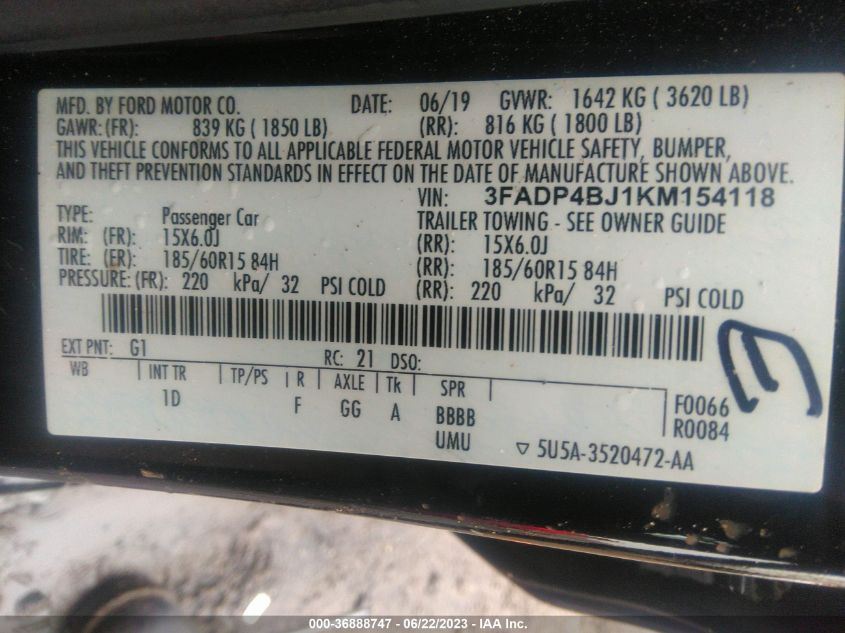 MFD. BY FORD MOTOR CO. DATE: 06/19 GVWR: 1642 KG ( 3620 LB)
GAWR: (FR): 839 KG ( 1850 LB) (RR): 816 KG ( 1800 LB)
THIS VEHICLE CONFORMS TO ALL APPLICABLE FEDERAL MOTOR VEHICLE SAFETY, BUMPER,
AND THEFT PREVENTION STANDARDS IN EFFECT ON THE DATE OF MANUFACTURE SHOWN ABOVE.
VIN: 3FADP4BJ1KM154118
TYPE: Passenger Car TRAILER TOWING - SEE OWNER GUIDE
RIM: (FR): 15X6.0J (RR): 15X6.0J
TIRE: (FR): 185/60R15 84H (RR): 185/60R15 84H
PRESSURE: (FR): 220 kPa/ 32 PSI COLD (RR): 220 kPa/ 32 PSI COLD
EXT PNT: G1 RC: 21 DSO:
WB INT TR TP/PS R AXLE Tk SPR
1D F GG A BBBB F0066
UMU R0084
5U5A-3520472-AA
000-36888747 - 06/22/2023 - IAA Inc.